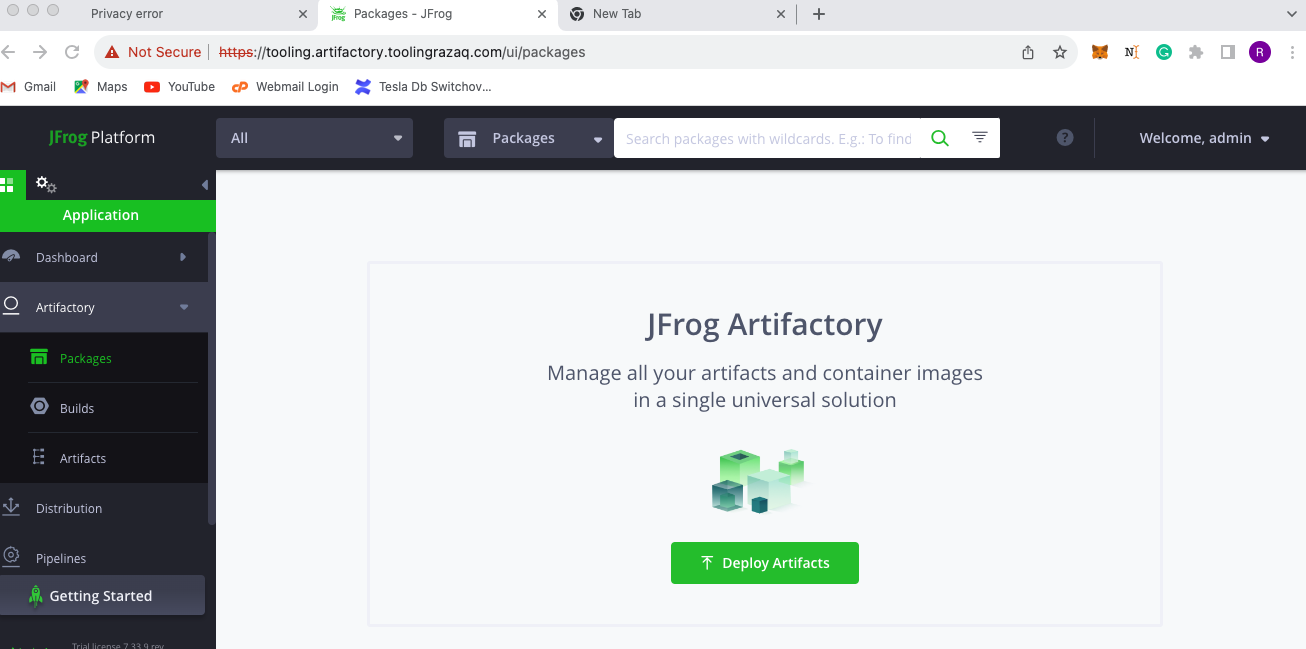 Privacy error
Packages - JFrog
New Tab
Not Secure https://tooling.artifactory.toolingrazaq.com/ui/packages
N
G
R
Gmail
Maps
YouTube
Webmail Login
Tesla Db Switchov...
JFrog Platform
All
Packages
Search packages with wildcards. E.g.: To find
?
Welcome, admin
Application
Dashboard
Artifactory
Packages
Builds
Artifacts
Distribution
Pipelines
Getting Started
Trial license 7.33.9 rev
JFrog Artifactory
Manage all your artifacts and container images
in a single universal solution
Deploy Artifacts